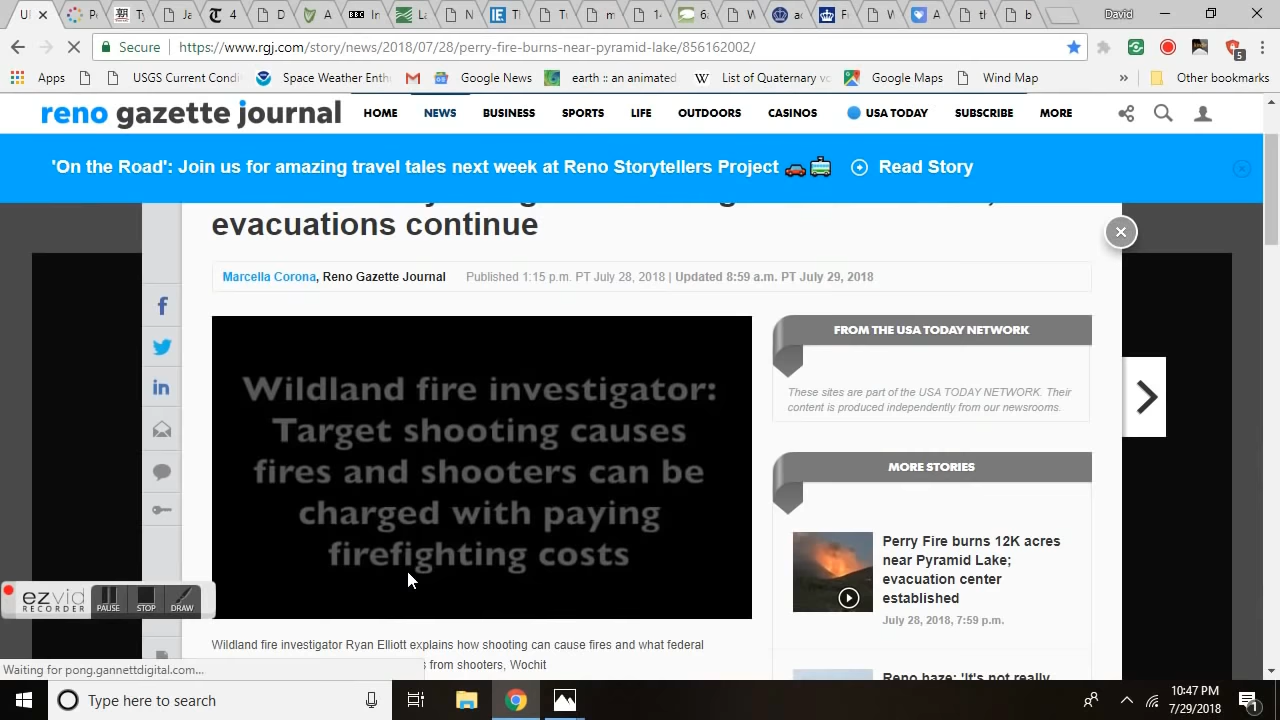 David
Secure
https://www.rgj.com/story/news/2018/07/28/perry-fire-burns-near-pyramid-lake/856162002/
5
Apps
USGS Current Condi
Space Weather Enth
Google News
earth :: an animated
List of Quaternary vo
Google Maps
Wind Map
Other bookmarks
reno gazette journal
HOME
NEWS
BUSINESS
SPORTS
LIFE
OUTDOORS
CASINOS
USA TODAY
SUBSCRIBE
MORE
'On the Road': Join us for amazing travel tales next week at Reno Storytellers Project
Read Story
evacuations continue
Marcella Corona, Reno Gazette Journal
Published 1:15 p.m. PT July 28, 2018 | Updated 8:59 a.m. PT July 29, 2018
Wildland fire investigator:
Target shooting causes
fires and shooters can be
charged with paying
firefighting costs
FROM THE USA TODAY NETWORK
These sites are part of the USA TODAY NETWORK. Their
content is produced independently from our newsrooms.
MORE STORIES
Perry Fire burns 12K acres
near Pyramid Lake;
evacuation center
established
July 28, 2018, 7:59 p.m.
Reno haze: 'It's not really
ezvid
RECORDER
PAUSE
STOP
DRAW
Wildland fire investigator Ryan Elliott explains how shooting can cause fires and what federal
from shooters, Wochit
Waiting for pong.gannettdigital.com...
Type here to search
10:47 PM
7/29/2018
1